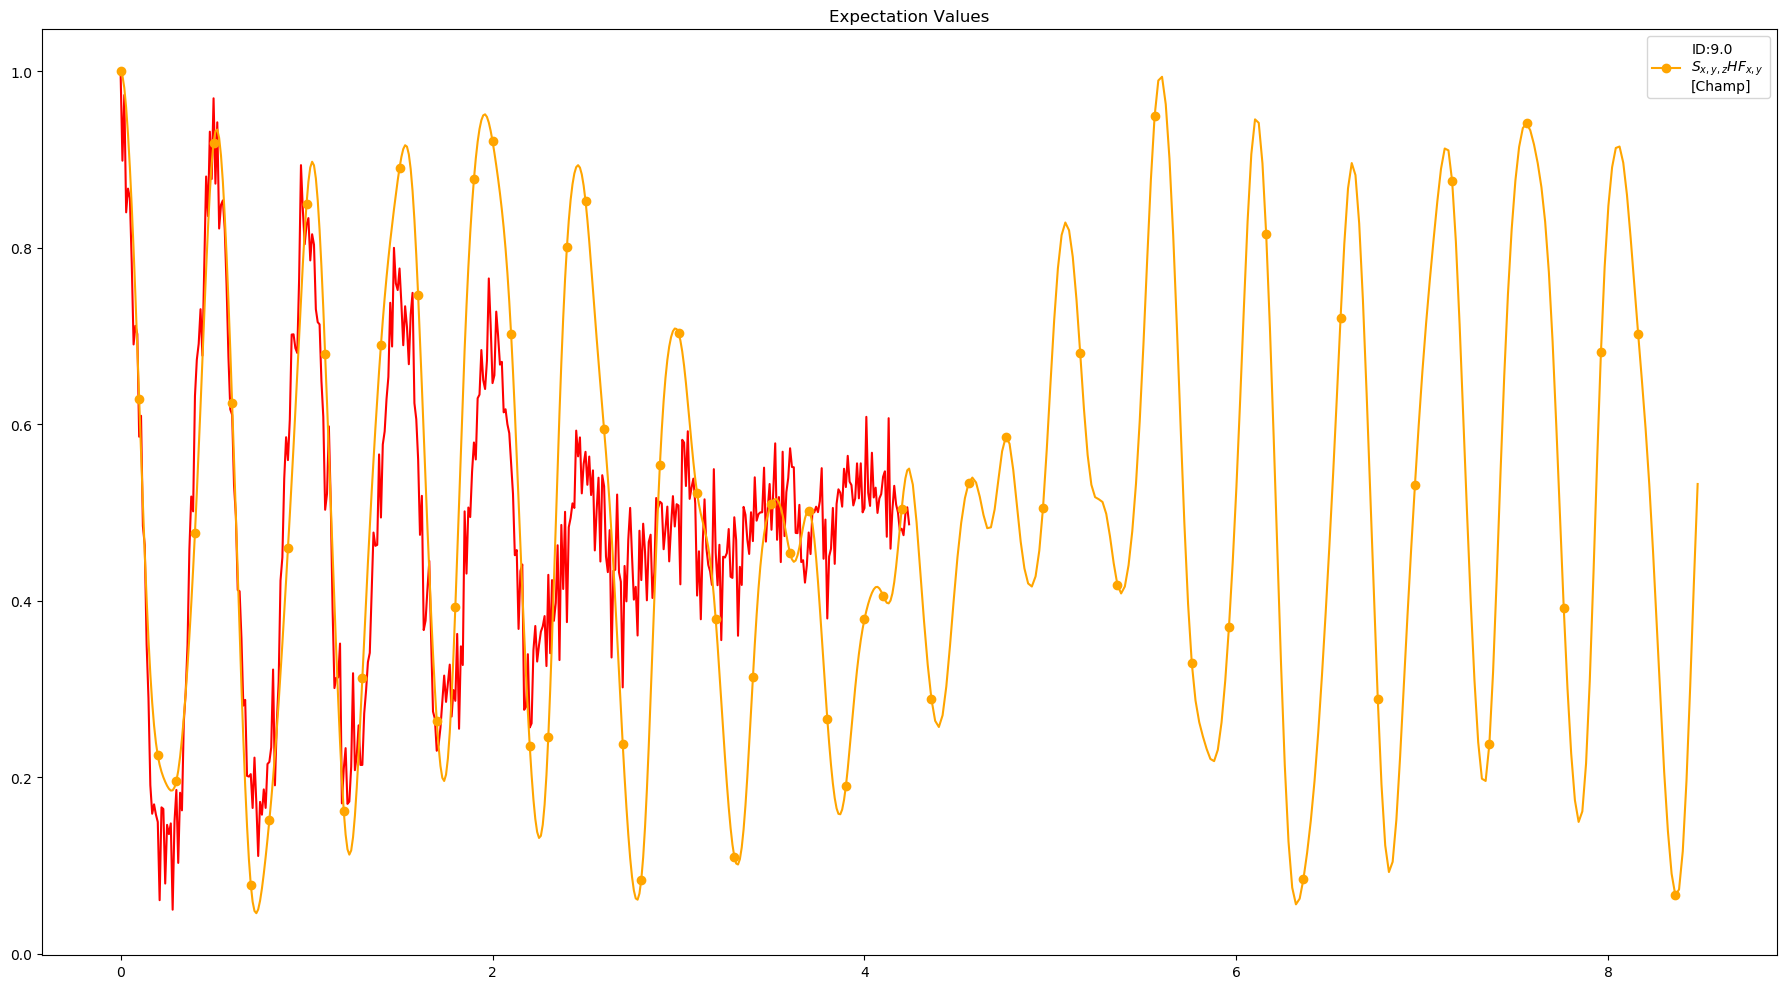 Expectation Values
ID:9.0
S_{x,y,z}HF_{x,y}
[Champ]
1.0
0.8
0.6
0.4
0.2
0.0
0 2 4 6 8